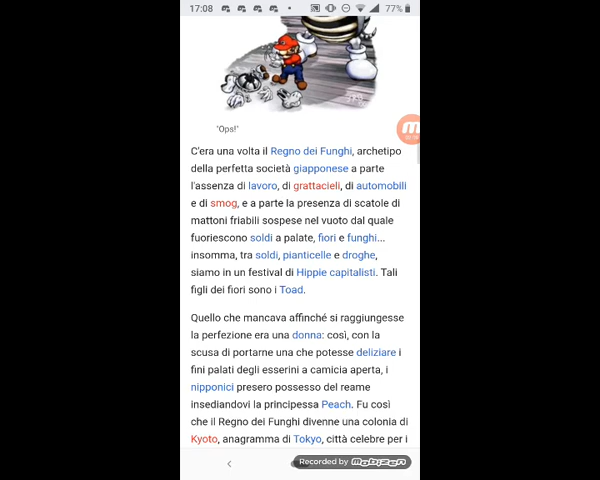 17:08
77%
"Ops!"
C'era una volta il Regno dei Funghi, archetipo
della perfetta società giapponese a parte
l'assenza di lavoro, di grattacieli, di automobili
e di smog, e a parte la presenza di scatole di
mattoni friabili sospese nel vuoto dal quale
fuoriescono soldi a palate, fiori e funghi...
insomma, tra soldi, pianticelle e droghe,
siamo in un festival di Hippie capitalisti. Tali
figli dei fiori sono i Toad.
Quello che mancava affinché si raggiungesse
la perfezione era una donna: così, con la
scusa di portarne una che potesse deliziare i
fini palati degli esserini a camicia aperta, i
nipponici presero possesso del reame
insediandovi la principessa Peach. Fu così
che il Regno dei Funghi divenne una colonia di
Kyoto, anagramma di Tokyo, città celebre per i
Recorded by mobizen